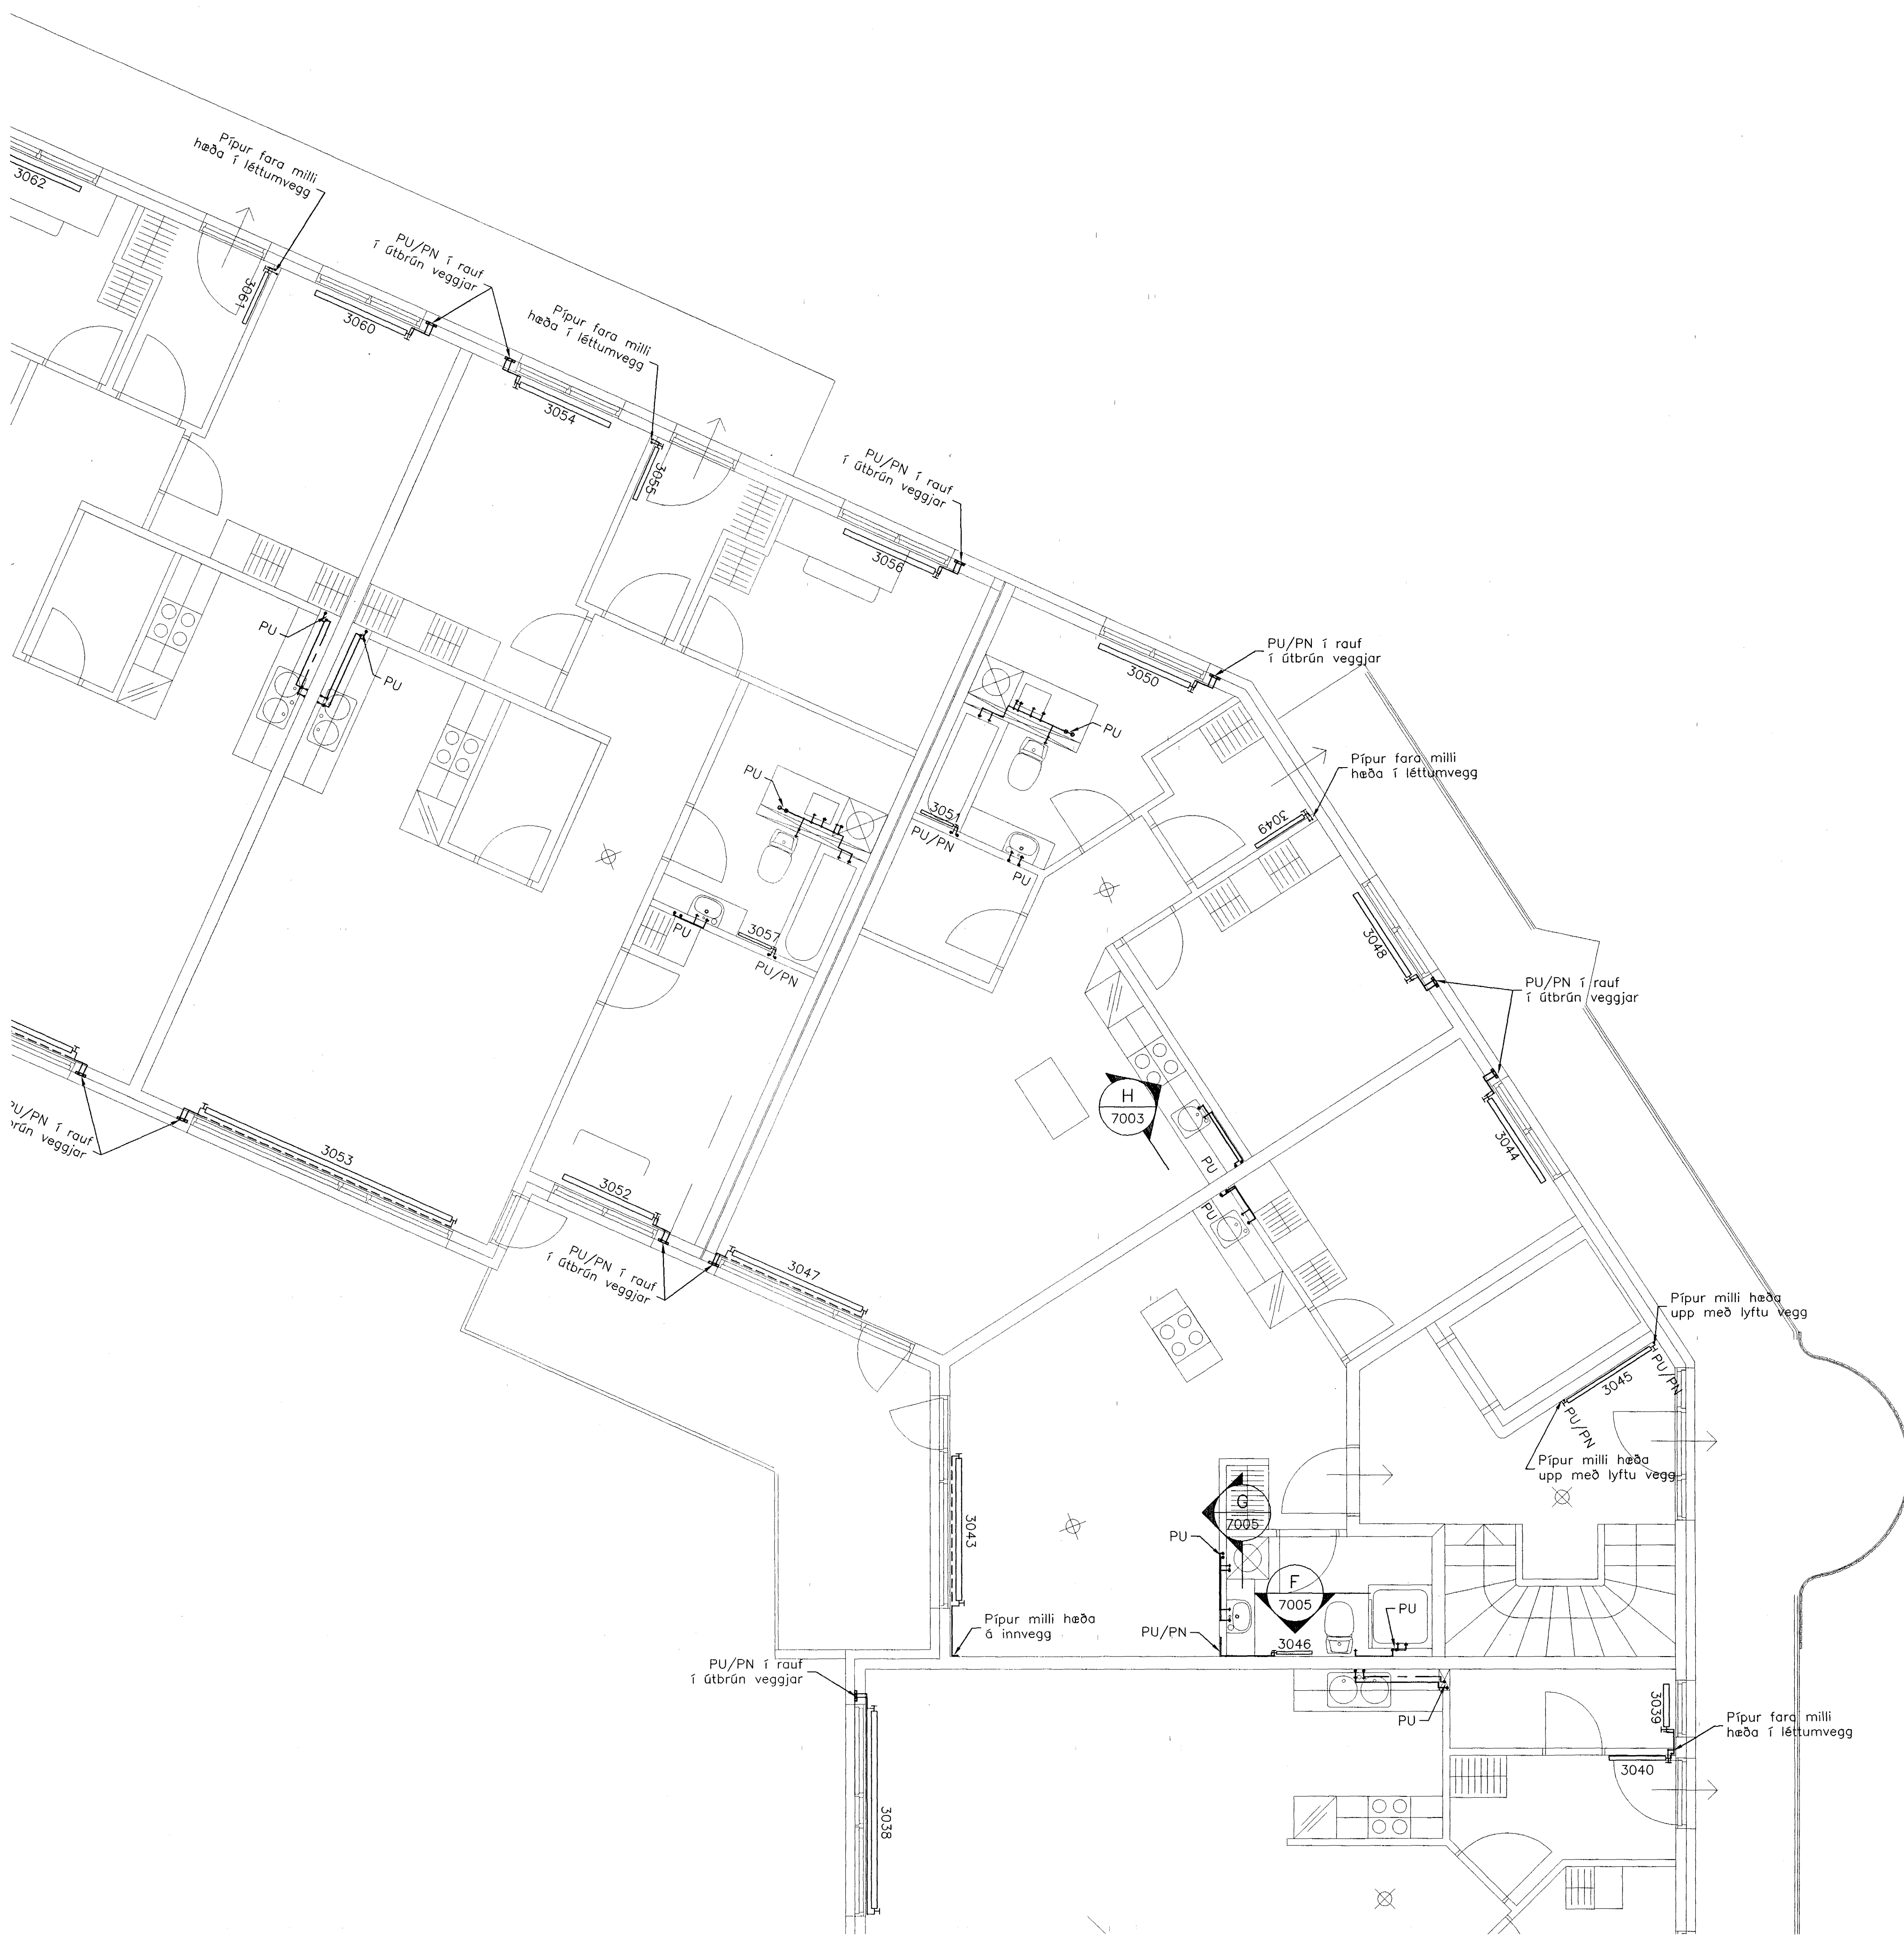 Pípur fara milli
hæða í léttumvegg
3062
3061
3060
PU/PN í rauf
í útbrún veggjar
Pípur fara milli
hæða í léttumvegg
3054
3055
PU/PN í rauf
í útbrún veggjar
3056
PU
PU
PU/PN í rauf
í útbrún veggjar
3050
PU
Pípur fara milli
hæða í léttumvegg
PU
3051
PU/PN
3049
PU
3057
PU
PU/PN
3048
PU/PN í rauf
í útbrún veggjar
H
7003
PU/PN í rauf
veggjar
3053
3044
PU
3052
PU
PU/PN í rauf
í útbrún veggjar
3047
Pípur milli hæða
upp með lyftu vegg
PU/PN
3045
PU/PN
Pípur milli hæða
upp með lyftu vegg
G
7005
3043
PU
F
7005
PU
Pípur milli hæða
á innvegg
PU/PN
3046
PU/PN í rauf
í útbrún veggjar
3039
PU
Pípur fara milli
hæða í léttumvegg
3040
3038